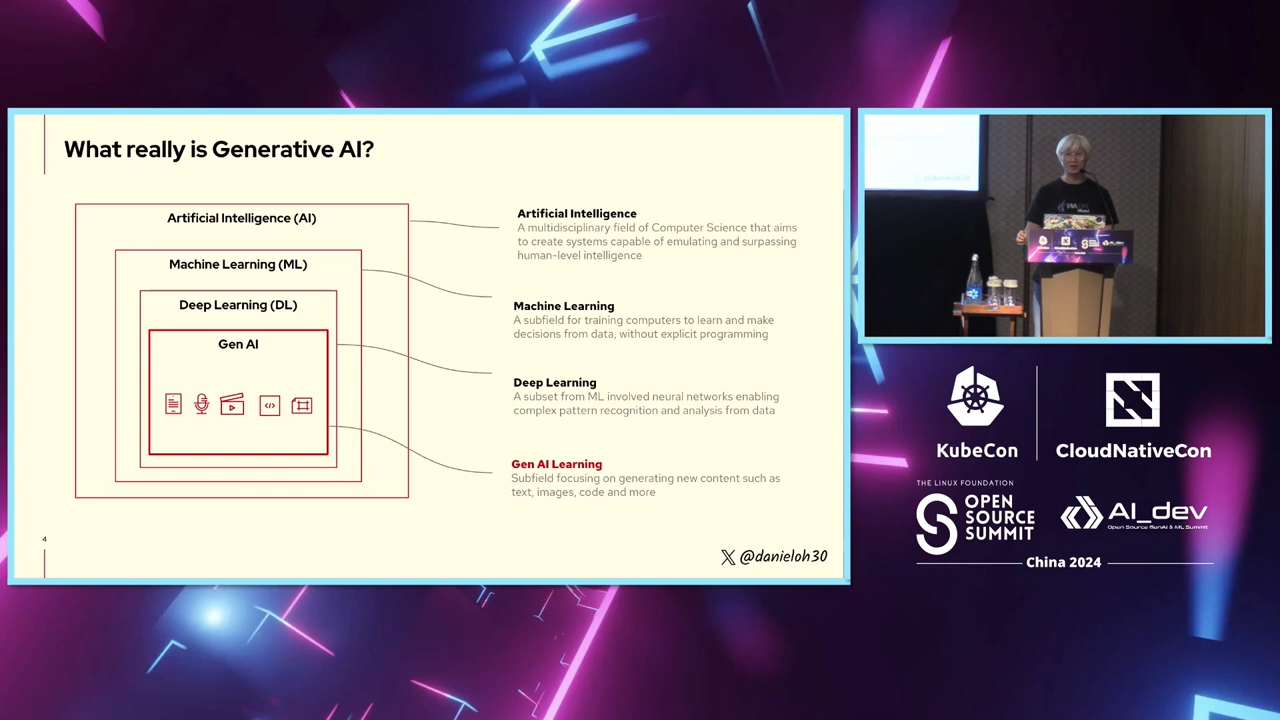 What really is Generative AI?
Artificial Intelligence (AI)
Machine Learning (ML)
Deep Learning (DL)
Gen AI
Artificial Intelligence
A multidisciplinary field of Computer Science that aims
to create systems capable of emulating and surpassing
human-level intelligence
Machine Learning
A subfield for training computers to learn and make
decisions from data, without explicit programming
Deep Learning
A subset from ML involved neural networks enabling
complex pattern recognition and analysis from data
Gen AI Learning
Subfield focusing on generating new content such as
text, images, code and more
4
@danieloh30
KubeCon
CloudNativeCon
THE LINUX FOUNDATION
OPEN
SOURCE
SUMMIT
AI_dev
Open Source GenAI & ML Summit
China 2024